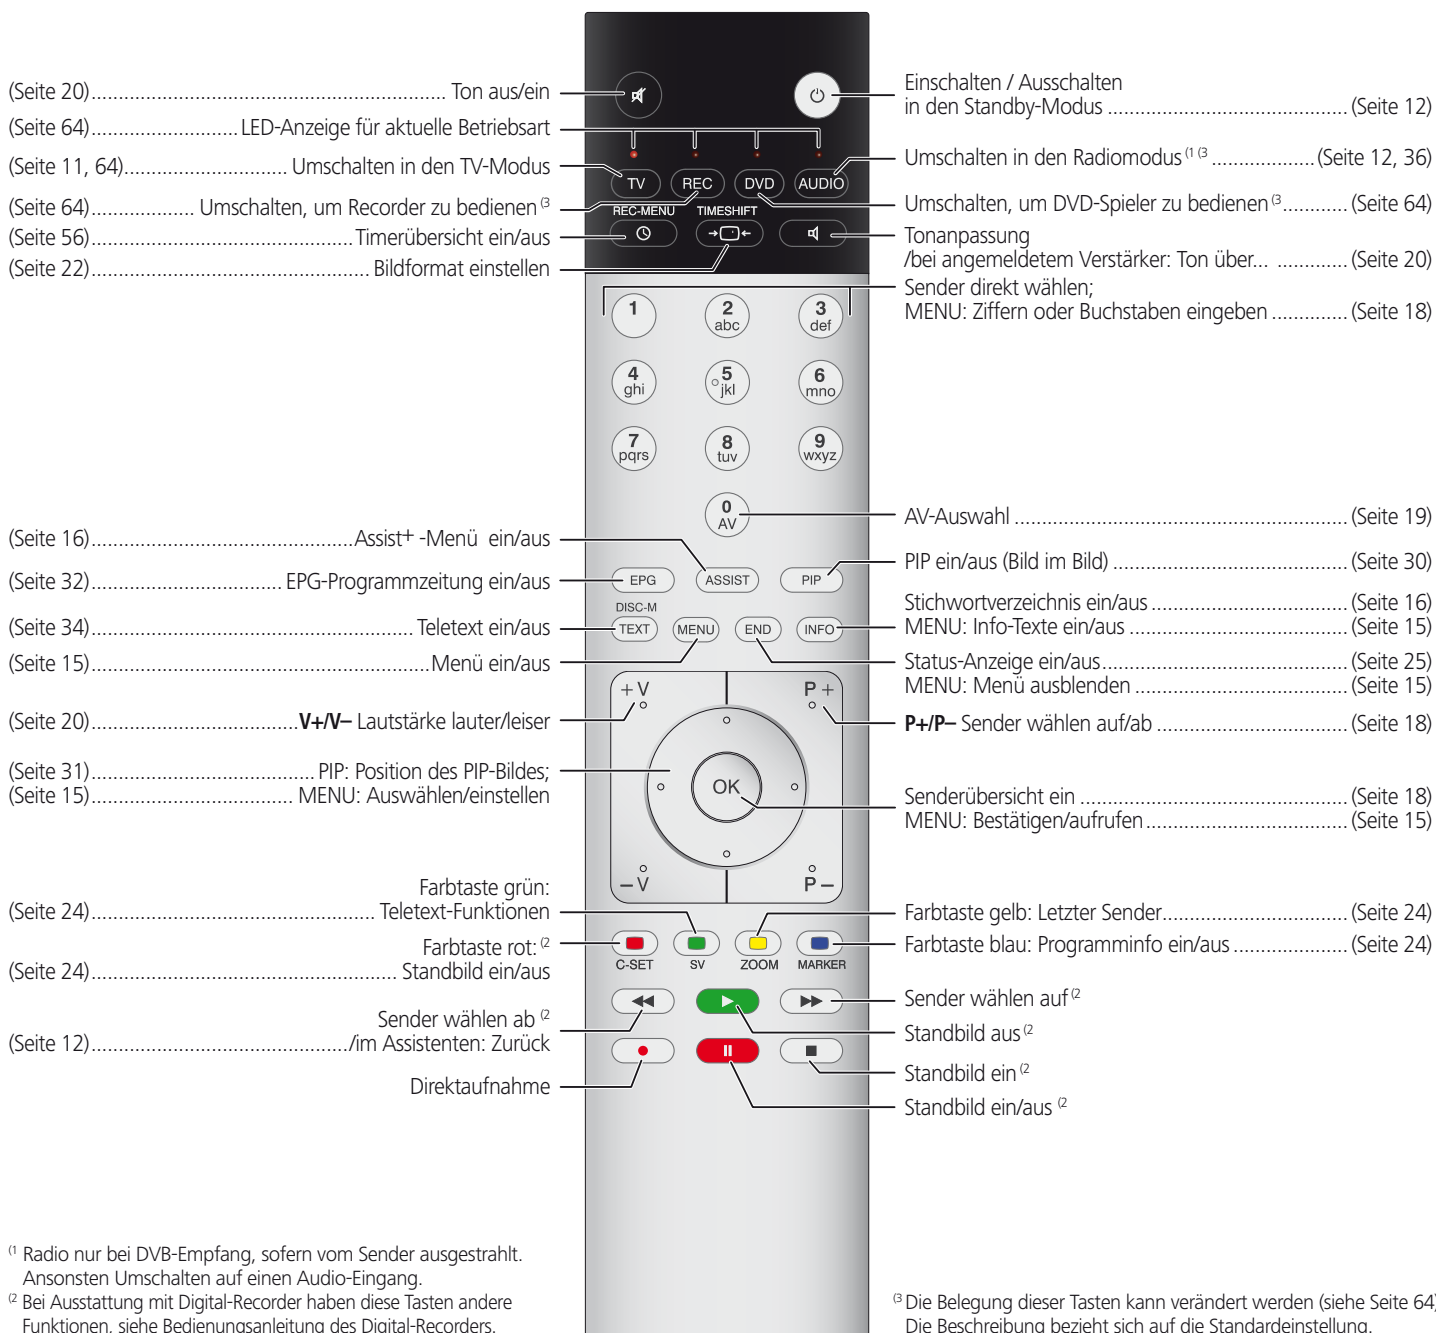 (Seite 20)................................................................ Ton aus/ein
(Seite 64)...........................LED-Anzeige für aktuelle Betriebsart
(Seite 11, 64).............................. Umschalten in den TV-Modus
(Seite 64)................... Umschalten, um Recorder zu bedienen (3
(Seite 56)................................................Timerübersicht ein/aus
(Seite 22)................................................... Bildformat einstellen
(Seite 16)................................................Assist+ -Menü ein/aus
(Seite 32)................................... EPG-Programmzeitung ein/aus
(Seite 34)........................................................... Teletext ein/aus
(Seite 15)..............................................................Menü ein/aus
(Seite 20)......................................V+/V– Lautstärke lauter/leiser
(Seite 31)......................................... PIP: Position des PIP-Bildes;
(Seite 15)..................................... MENU: Auswählen/einstellen
Farbtaste grün:
(Seite 24).................................................... Teletext-Funktionen
Farbtaste rot: (2
(Seite 24)........................................................ Standbild ein/aus
Sender wählen ab (2
(Seite 12)...............................................​/im Assistenten: Zurück
Direktaufnahme
TV REC DVD AUDIO
REC-MENU TIMESHIFT
1 2 3
abc def
4 5 6
ghi jkl mno
7 8 9
pqrs tuv wxyz
0
AV
EPG ASSIST PIP
DISC-M
TEXT MENU END INFO
+ V P +
OK
– V P –
C-SET SV ZOOM MARKER
Einschalten / Ausschalten
in den Standby-Modus ............................................(Seite 12)
Umschalten in den Radiomodus (1 (3 ...................(Seite 12, 36)
Umschalten, um DVD-Spieler zu bedienen (3............(Seite 64)
Tonanpassung
/bei angemeldetem Verstärker: Ton über... .............(Seite 20)
Sender direkt wählen;
MENU: Ziffern oder Buchstaben eingeben ..............(Seite 18)
AV-Auswahl .............................................................(Seite 19)
PIP ein/aus (Bild im Bild) ...........................................(Seite 30)
Stichwortverzeichnis ein/aus ....................................(Seite 16)
MENU: Info-Texte ein/aus ........................................(Seite 15)
Status-Anzeige ein/aus.............................................(Seite 25)
MENU: Menü ausblenden .......................................(Seite 15)
P+/P– Sender wählen auf/ab ...................................(Seite 18)
Senderübersicht ein .................................................(Seite 18)
MENU: Bestätigen/aufrufen .....................................(Seite 15)
Farbtaste gelb: Letzter Sender..................................(Seite 24)
Farbtaste blau: Programminfo ein/aus .....................(Seite 24)
Sender wählen auf (2
Standbild aus (2
Standbild ein (2
Standbild ein/aus (2
(1 Radio nur bei DVB-Empfang, sofern vom Sender ausgestrahlt.
Ansonsten Umschalten auf einen Audio-Eingang.
(2 Bei Ausstattung mit Digital-Recorder haben diese Tasten andere
Funktionen, siehe Bedienungsanleitung des Digital-Recorders.
(3 Die Belegung dieser Tasten kann verändert werden (siehe Seite 64)
Die Beschreibung bezieht sich auf die Standardeinstellung.